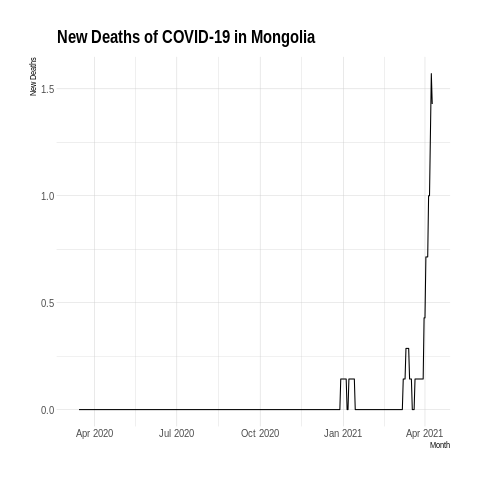 New Deaths of COVID-19 in Mongolia
New Deaths
1.5
1.0
0.5
0.0
Apr 2020 Jul 2020 Oct 2020 Jan 2021 Apr 2021
Month